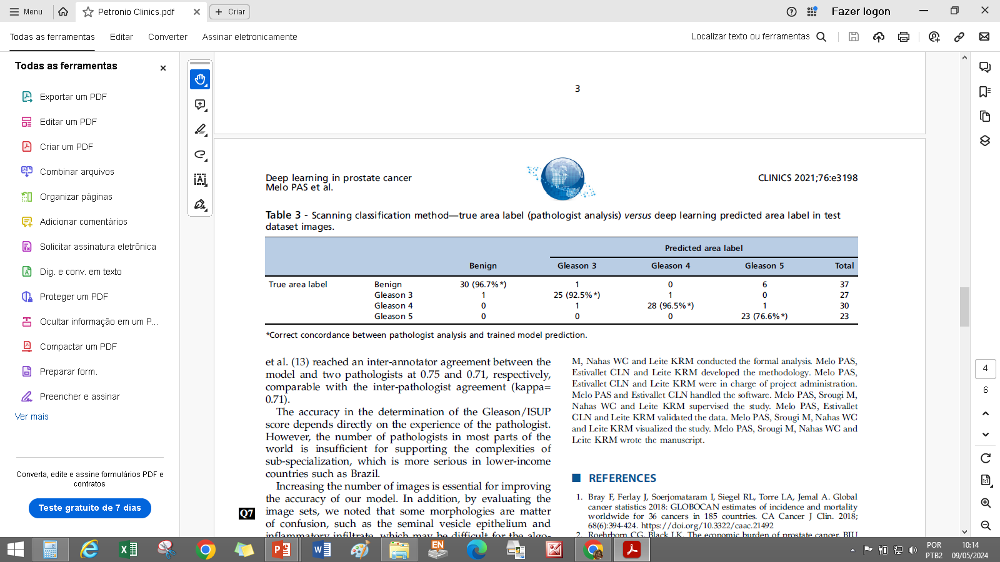 Menu
Petronio Clinics.pdf
Criar
Fazer logon
Todas as ferramentas
Editar
Converter
Assinar eletronicamente
Localizar texto ou ferramentas
Todas as ferramentas
Exportar um PDF
Editar um PDF
Criar um PDF
Combinar arquivos
Organizar páginas
Adicionar comentários
Solicitar assinatura eletrônica
Dig. e conv. em texto
Proteger um PDF
Ocultar informação em um P...
Compactar um PDF
Preparar form.
Preencher e assinar
Ver mais
Converta, edite e assine formulários PDF e
contratos
Teste gratuito de 7 dias
3
Deep learning in prostate cancer
Melo PAS et al.
CLINICS 2021;76:e3198
Table 3 - Scanning classification method—true area label (pathologist analysis) versus deep learning predicted area label in test
dataset images.
Predicted area label
Benign Gleason 3 Gleason 4 Gleason 5 Total
True area label Benign 30 (96.7%*) 1 0 6 37
Gleason 3 1 25 (92.5%*) 1 0 27
Gleason 4 0 1 28 (96.5%*) 1 30
Gleason 5 0 0 0 23 (76.6%*) 23
*Correct concordance between pathologist analysis and trained model prediction.
et al. (13) reached an inter-annotator agreement between the
model and two pathologists at 0.75 and 0.71, respectively,
comparable with the inter-pathologist agreement (kappa=
0.71).
The accuracy in the determination of the Gleason/ISUP
score depends directly on the experience of the pathologist.
However, the number of pathologists in most parts of the
world is insufficient for supporting the complexities of
sub-specialization, which is more serious in lower-income
countries such as Brazil.
Increasing the number of images is essential for improving
the accuracy of our model. In addition, by evaluating the
Q7
image sets, we noted that some morphologies are matter
of confusion, such as the seminal vesicle epithelium and
inflammatory infiltrate, which may be difficult for the algo-
M, Nahas WC and Leite KRM conducted the formal analysis. Melo PAS,
Estivallet CLN and Leite KRM developed the methodology. Melo PAS,
Estivallet CLN and Leite KRM were in charge of project administration.
Melo PAS and Estivallet CLN handled the software. Melo PAS, Srougi M,
Nahas WC and Leite KRM supervised the study. Melo PAS, Estivallet
CLN and Leite KRM validated the data. Melo PAS, Srougi M, Nahas WC
and Leite KRM visualized the study. Melo PAS, Srougi M, Nahas WC and
Leite KRM wrote the manuscript.
REFERENCES
1. Bray F, Ferlay J, Soerjomataram I, Siegel RL, Torre LA, Jemal A. Global
cancer statistics 2018: GLOBOCAN estimates of incidence and mortality
worldwide for 36 cancers in 185 countries. CA Cancer J Clin. 2018;
68(6):394-424. https://doi.org/10.3322/caac.21492
2. Roehrborn CG, Black LK. The economic burden of prostate cancer. BJU
4
6
1:1
EN
POR
PTB2
10:14
09/05/2024